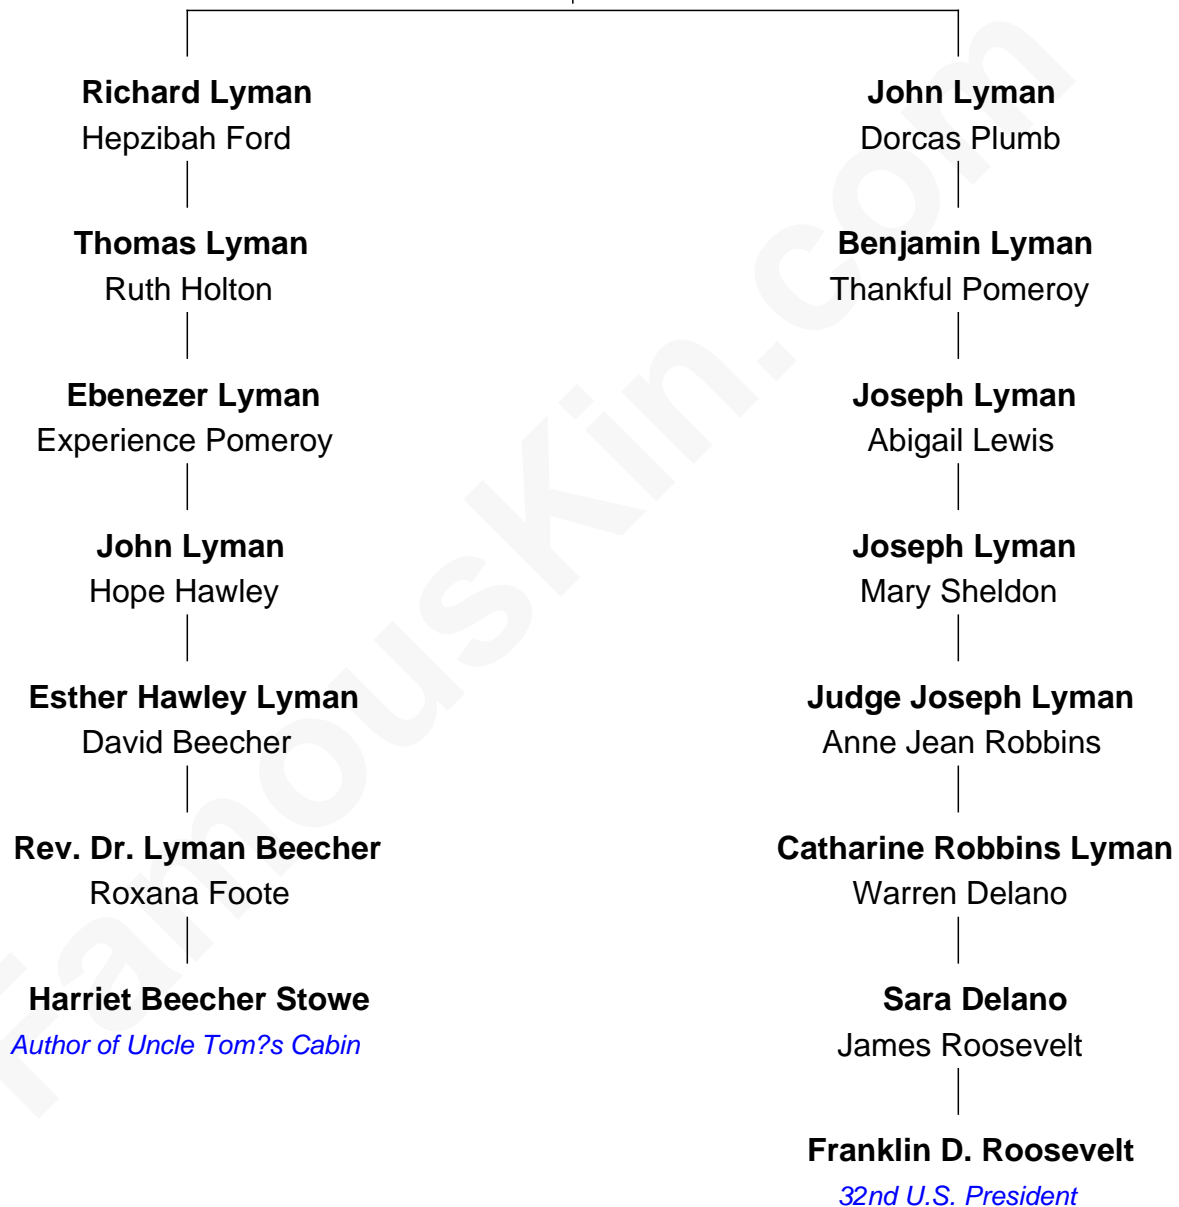 Richard Lyman
Hepzibah Ford
Thomas Lyman
Ruth Holton
Ebenezer Lyman
Experience Pomeroy
John Lyman
Hope Hawley
Esther Hawley Lyman
David Beecher
Rev. Dr. Lyman Beecher
Roxana Foote
Harriet Beecher Stowe
Author of Uncle Tom?s Cabin
John Lyman
Dorcas Plumb
Benjamin Lyman
Thankful Pomeroy
Joseph Lyman
Abigail Lewis
Joseph Lyman
Mary Sheldon
Judge Joseph Lyman
Anne Jean Robbins
Catharine Robbins Lyman
Warren Delano
Sara Delano
James Roosevelt
Franklin D. Roosevelt
32nd U.S. President
FamousKin.com